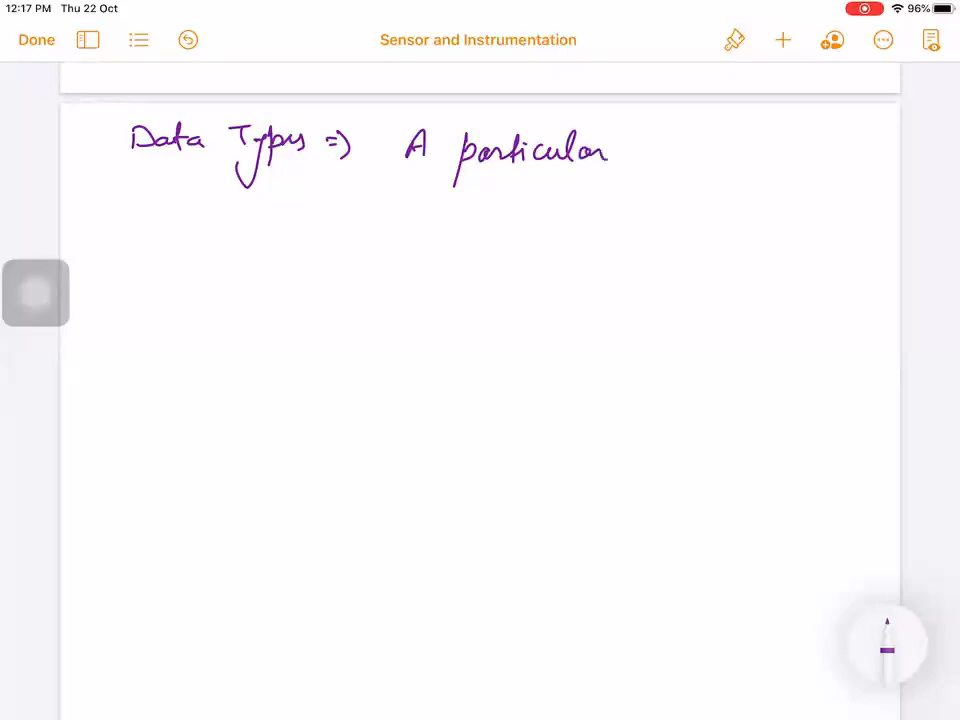 12:17 PM Thu 22 Oct 96%
Done Sensor and Instrumentation
Data Types => A particular